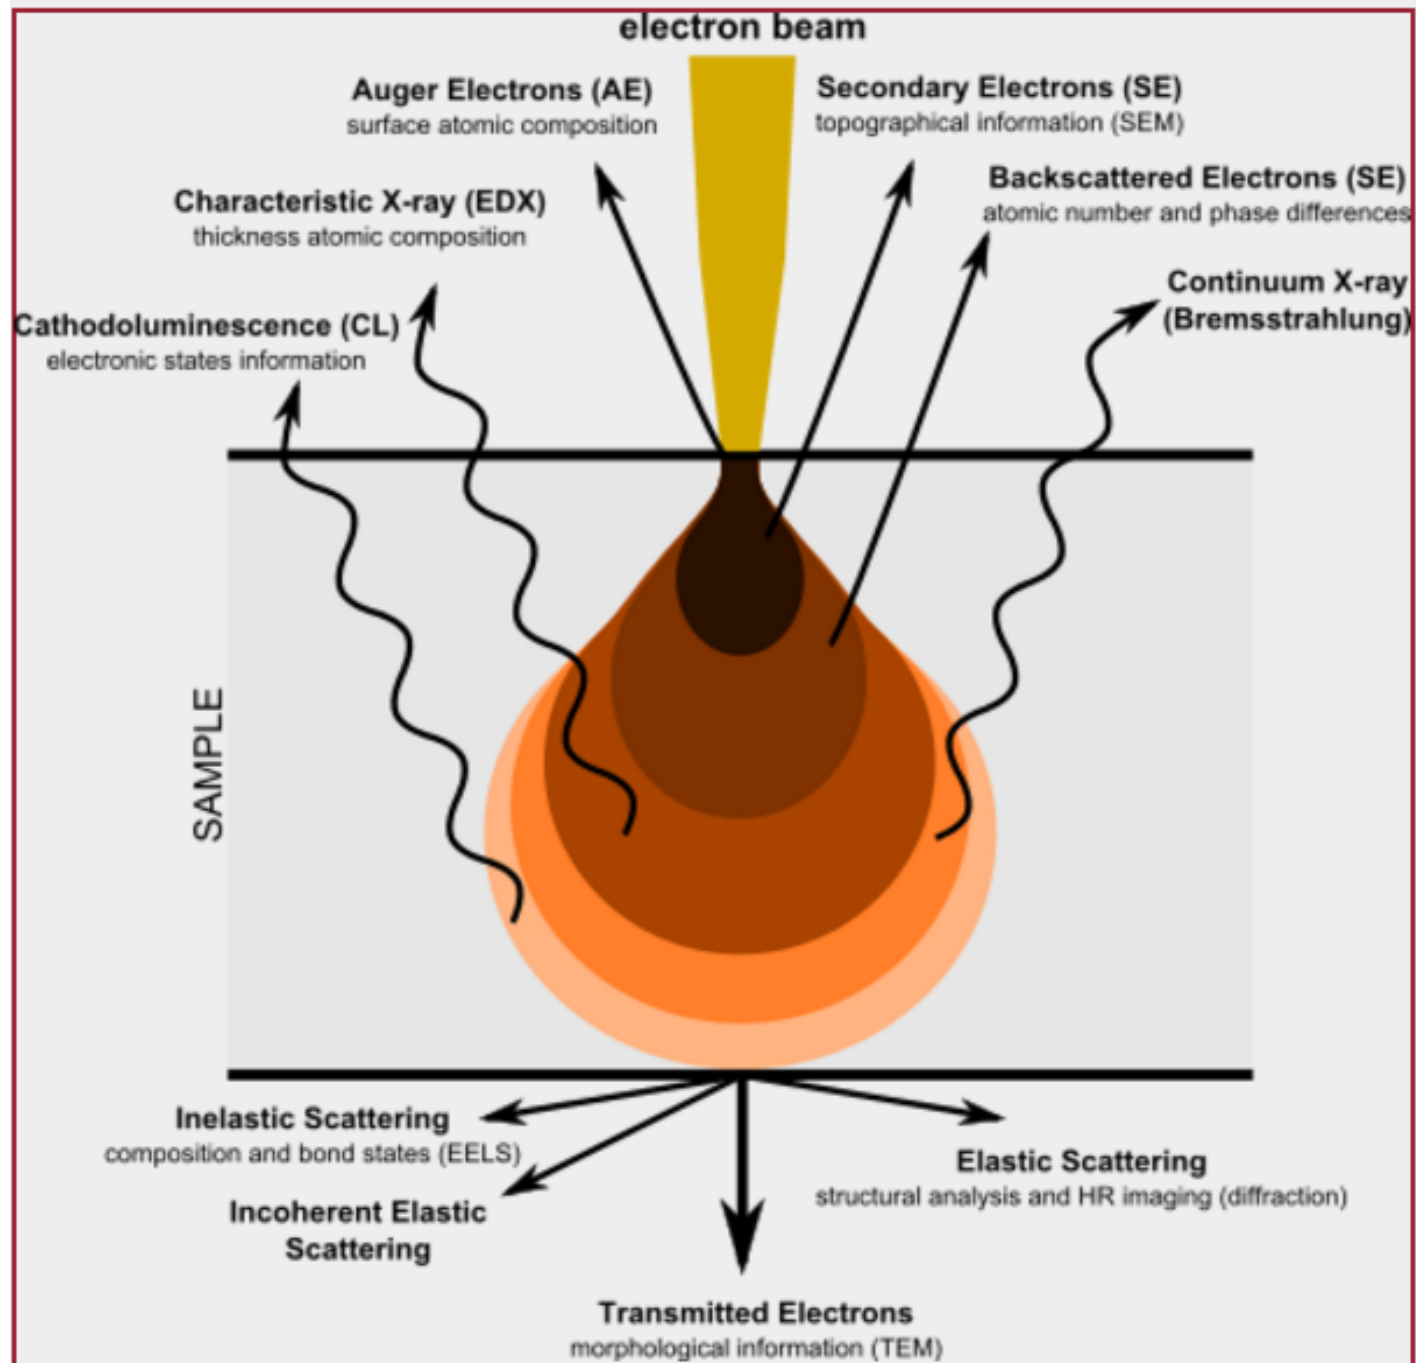 electron beam
Auger Electrons (AE)
surface atomic composition
Secondary Electrons (SE)
topographical information (SEM)
Characteristic X-ray (EDX)
thickness atomic composition
Backscattered Electrons (SE)
atomic number and phase differences
Cathodoluminescence (CL)
electronic states information
Continuum X-ray
(Bremsstrahlung)
SAMPLE
Inelastic Scattering
composition and bond states (EELS)
Incoherent Elastic
Scattering
Elastic Scattering
structural analysis and HR imaging (diffraction)
Transmitted Electrons
morphological information (TEM)